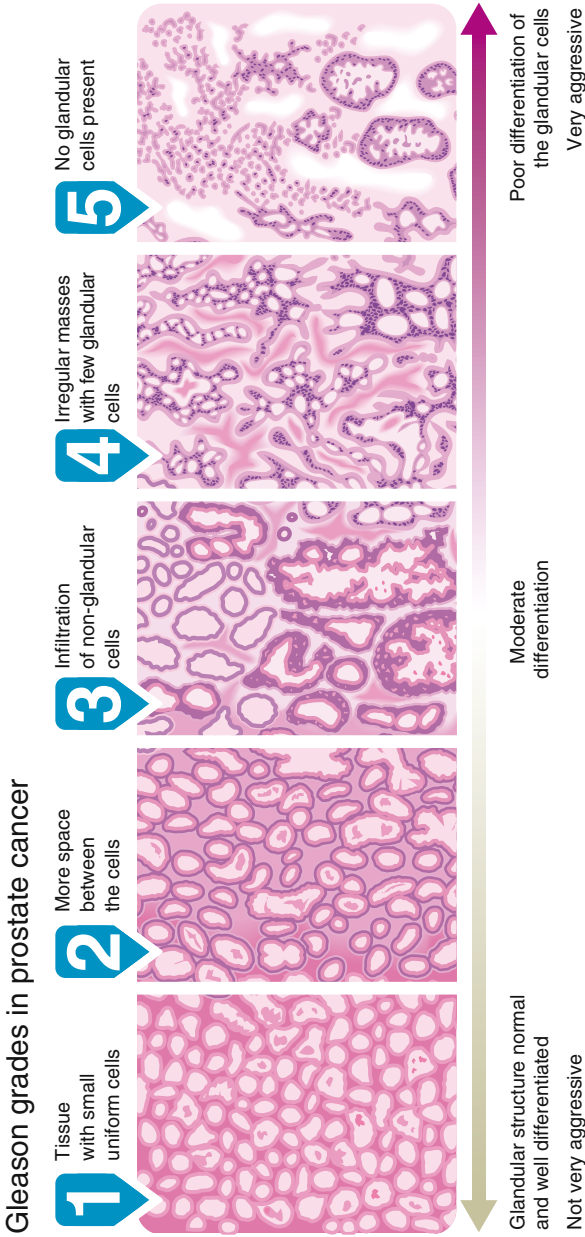 Gleason grades in prostate cancer
1
Tissue
with small
uniform cells
2
More space
between
the cells
3
Infiltration
of non-glandular
cells
4
Irregular masses
with few glandular
cells
5
No glandular
cells present
Glandular structure normal
and well differentiated
Not very aggressive
Moderate
differentiation
Poor differentiation of
the glandular cells
Very aggressive